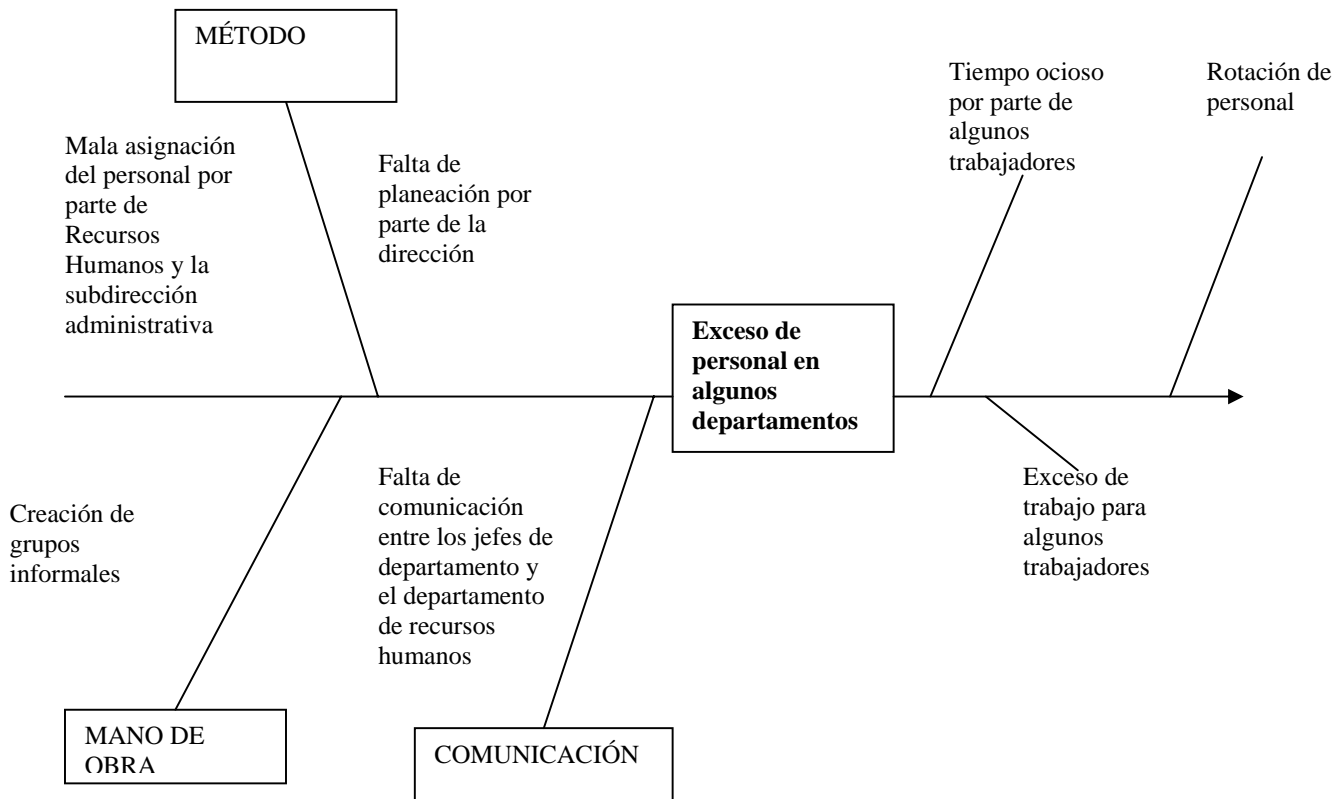 MÉTODO
Mala asignación
del personal por
parte de
Recursos
Humanos y la
subdirección
administrativa
Falta de
planeación por
parte de la
dirección
Tiempo ocioso
por parte de
algunos
trabajadores
Rotación de
personal
Exceso de
personal en
algunos
departamentos
Creación de
grupos
informales
Falta de
comunicación
entre los jefes de
departamento y
el departamento
de recursos
humanos
Exceso de
trabajo para
algunos
trabajadores
MANO DE
OBRA
COMUNICACIÓN